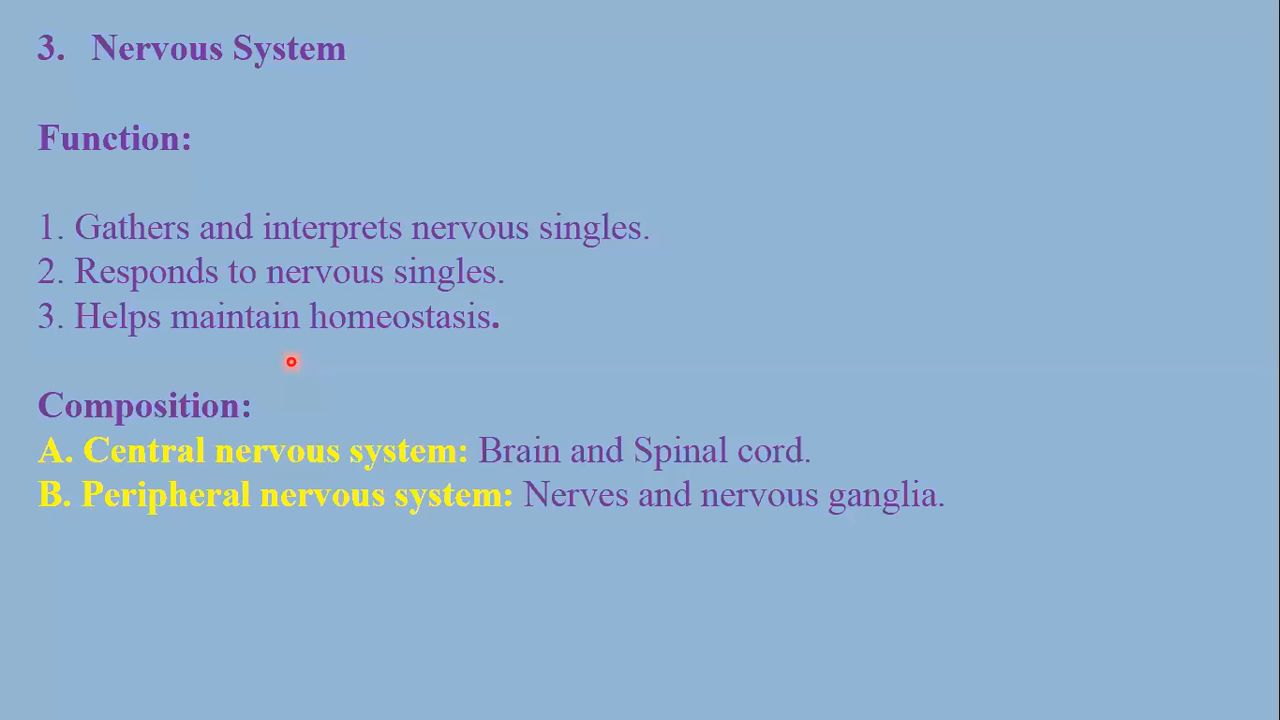 3. Nervous System
Function:
1. Gathers and interprets nervous singles.
2. Responds to nervous singles.
3. Helps maintain homeostasis.
Composition:
A. Central nervous system: Brain and Spinal cord.
B. Peripheral nervous system: Nerves and nervous ganglia.